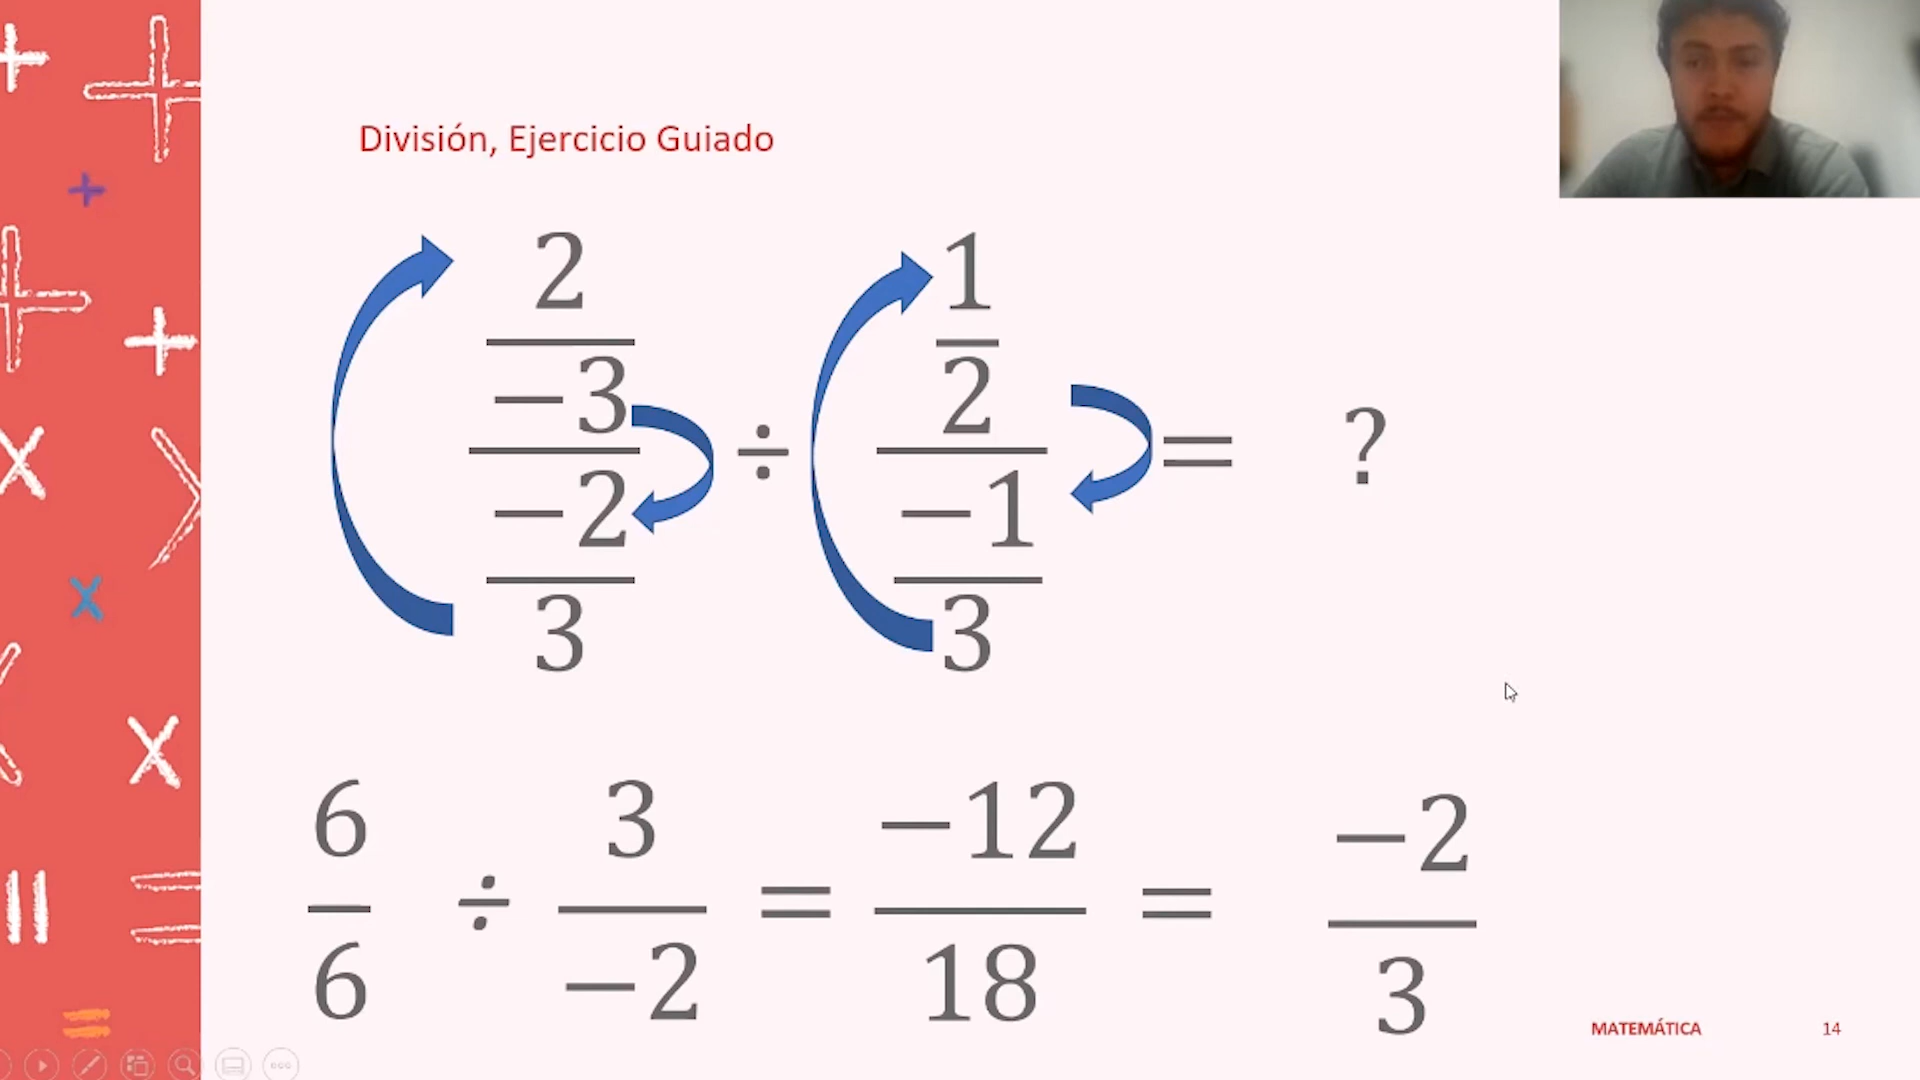 División, Ejercicio Guiado
2/−3 / −2/3 ÷ 1/2 / −1/3 = ?
6/6 ÷ 3/−2 = −12/18 = −2/3
MATEMÁTICA 14